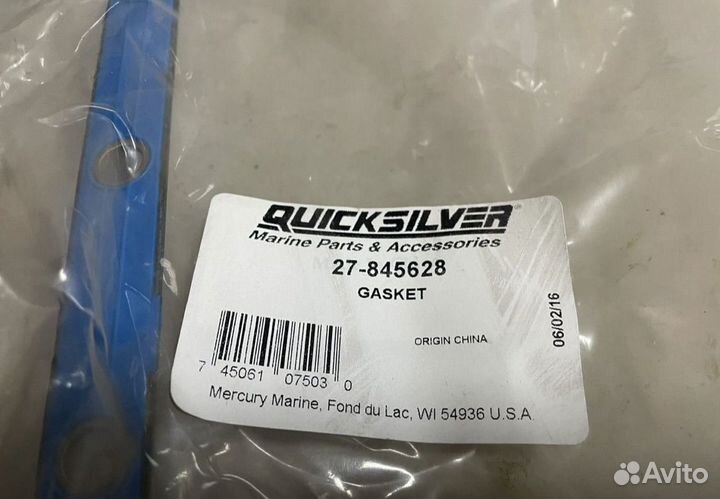 QUICKSILVER
Marine Parts & Accessories
27-845628
GASKET
ORIGIN CHINA
06/02/16
7 45061 07503 0
Mercury Marine, Fond du Lac, WI 54936 U.S.A.
Avito